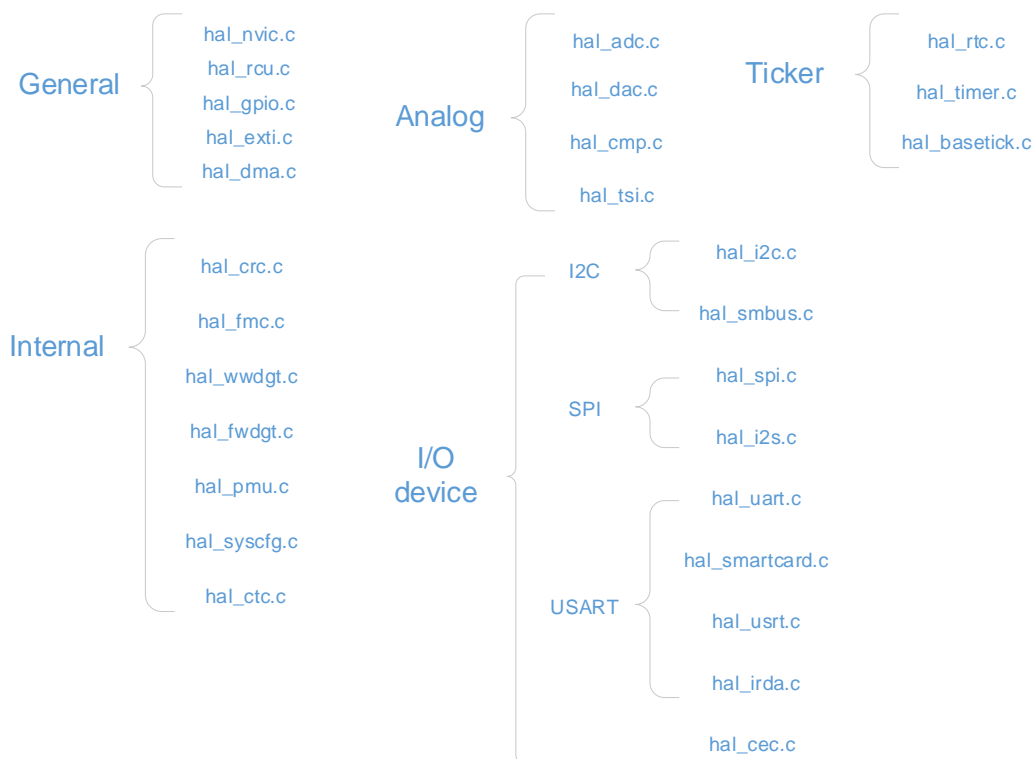 General
hal_nvic.c
hal_rcu.c
hal_gpio.c
hal_exti.c
hal_dma.c
Analog
hal_adc.c
hal_dac.c
hal_cmp.c
hal_tsi.c
Ticker
hal_rtc.c
hal_timer.c
hal_basetick.c
Internal
hal_crc.c
hal_fmc.c
hal_wwdgt.c
hal_fwdgt.c
hal_pmu.c
hal_syscfg.c
hal_ctc.c
I/O
device
I2C
hal_i2c.c
hal_smbus.c
SPI
hal_spi.c
hal_i2s.c
USART
hal_uart.c
hal_smartcard.c
hal_usrt.c
hal_irda.c
hal_cec.c